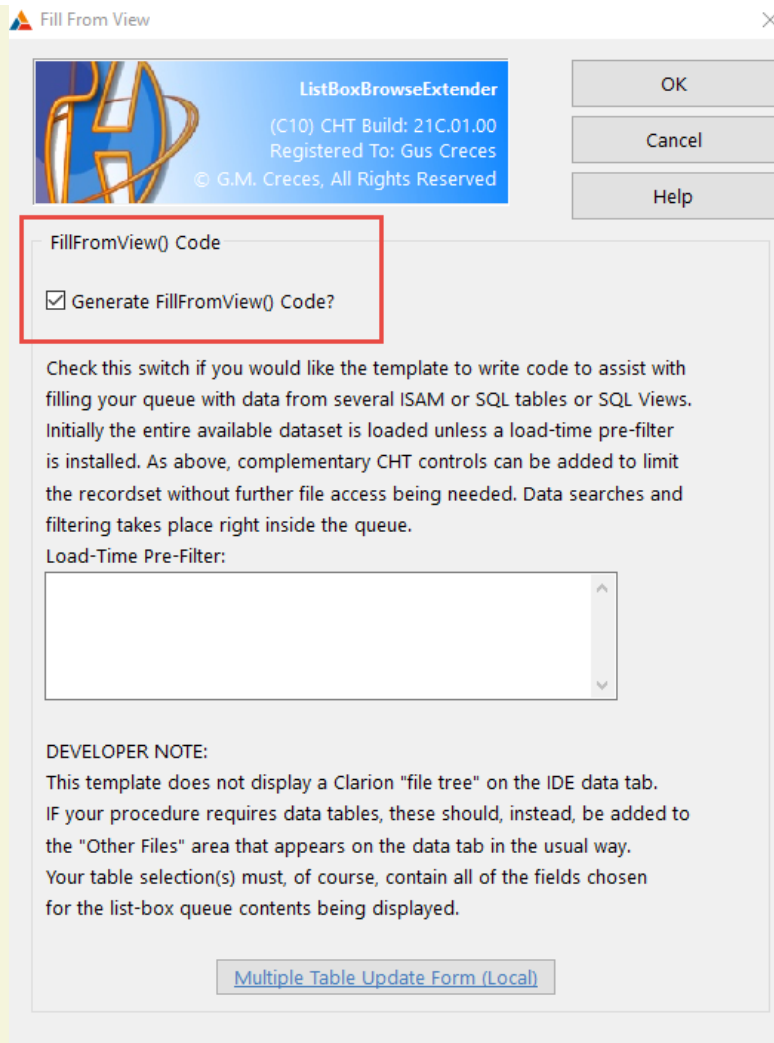 Fill From View
ListBoxBrowseExtender
(C10) CHT Build: 21C.01.00
Registered To: Gus Creces
© G.M. Creces, All Rights Reserved
OK
Cancel
Help
FillFromView() Code
Generate FillFromView() Code?
Check this switch if you would like the template to write code to assist with
filling your queue with data from several ISAM or SQL tables or SQL Views.
Initially the entire available dataset is loaded unless a load-time pre-filter
is installed. As above, complementary CHT controls can be added to limit
the recordset without further file access being needed. Data searches and
filtering takes place right inside the queue.
Load-Time Pre-Filter:
DEVELOPER NOTE:
This template does not display a Clarion "file tree" on the IDE data tab.
IF your procedure requires data tables, these should, instead, be added to
the "Other Files" area that appears on the data tab in the usual way.
Your table selection(s) must, of course, contain all of the fields chosen
for the list-box queue contents being displayed.
Multiple Table Update Form (Local)